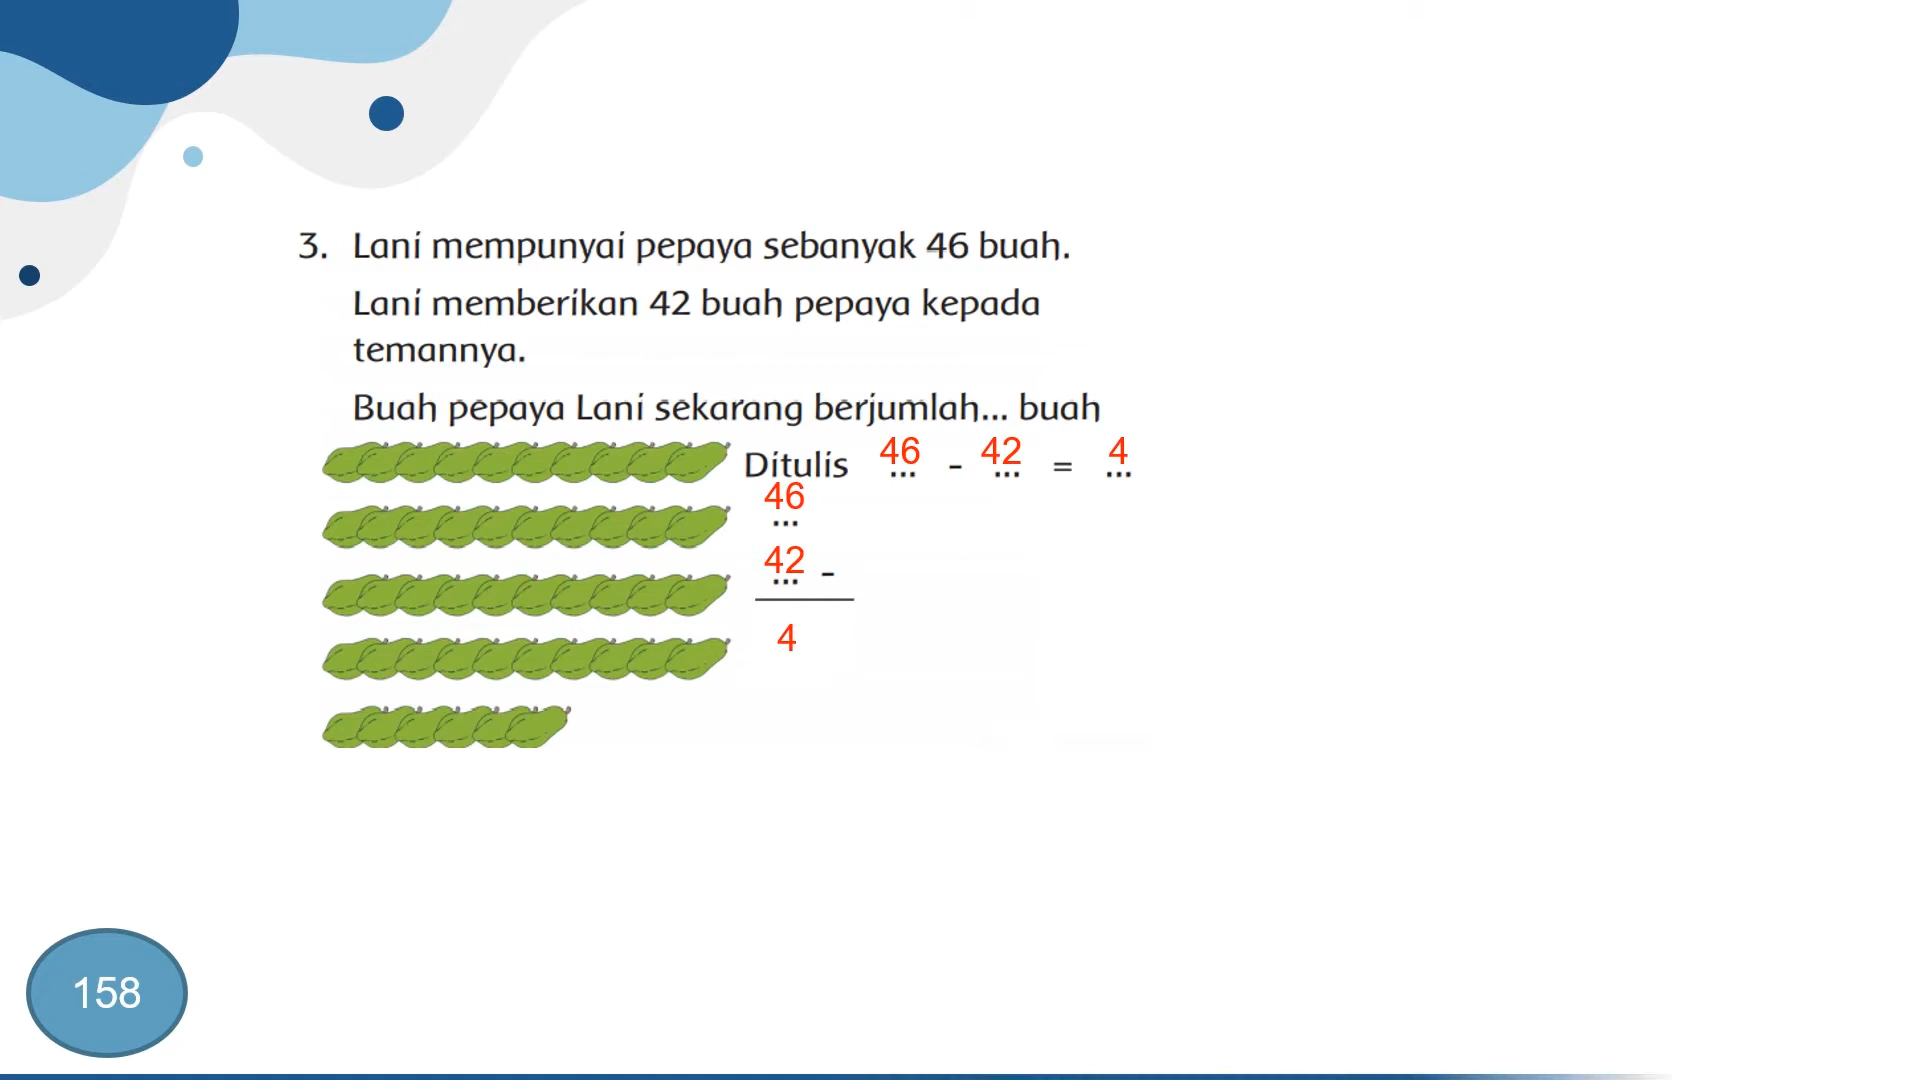 3. Lani mempunyai pepaya sebanyak 46 buah.
Lani memberikan 42 buah pepaya kepada
temannya.
Buah pepaya Lani sekarang berjumlah... buah
Ditulis 46 ... - 42 ... = 4 ...
46
...
42
... -
4
158